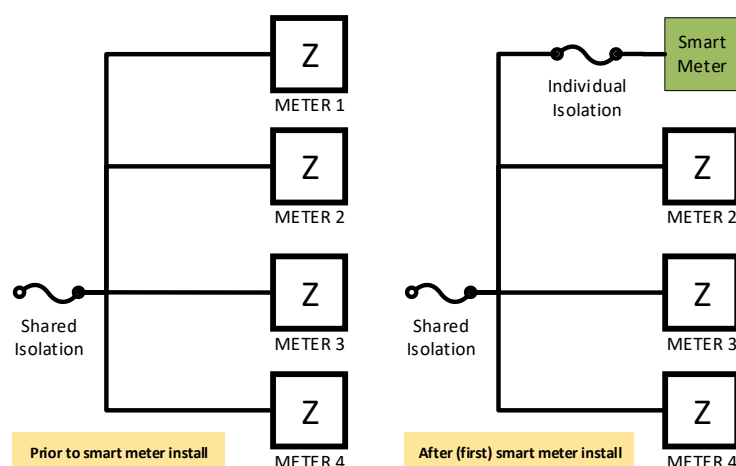 Z
METER 1
Z
METER 2
Z
METER 3
Shared
Isolation
Z
METER 4
Prior to smart meter install
Smart
Meter
Individual
Isolation
Z
METER 2
Z
METER 3
Shared
Isolation
Z
METER 4
After (first) smart meter install